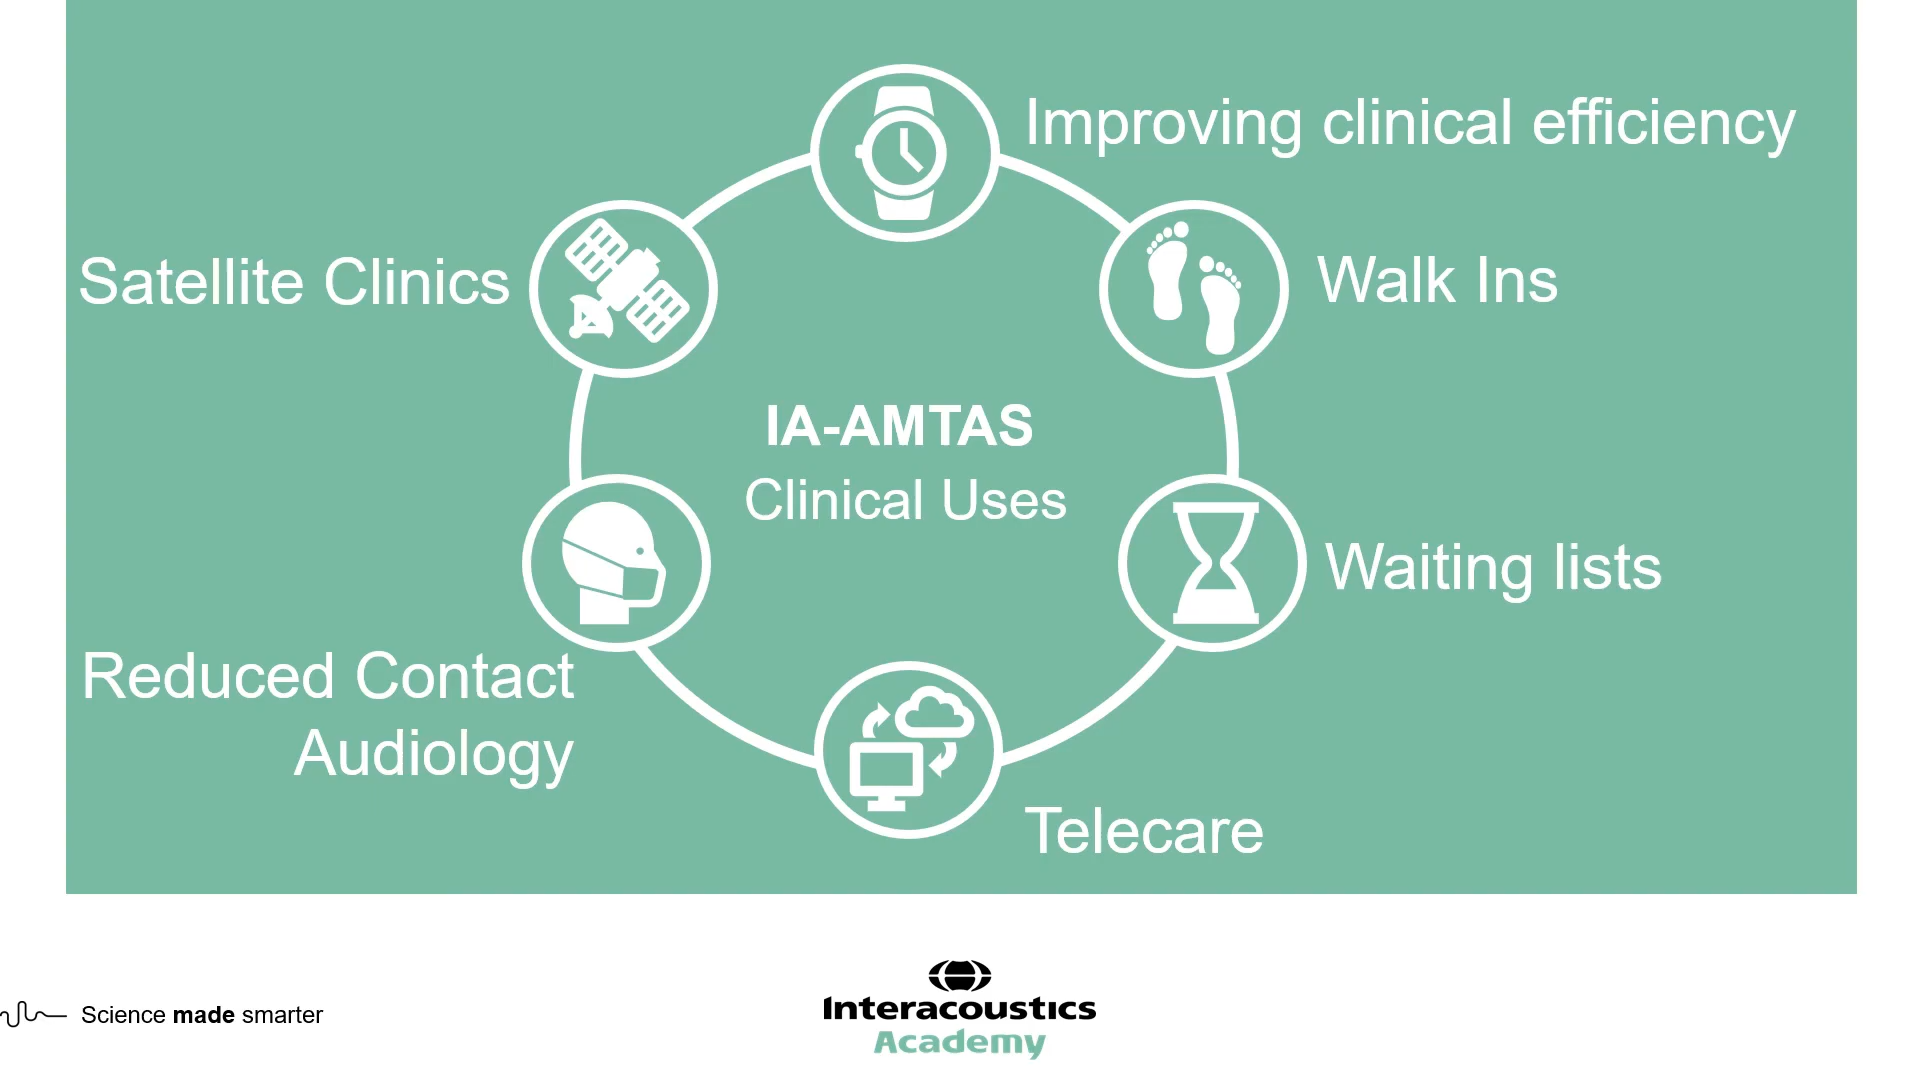 Improving clinical efficiency
Satellite Clinics
Walk Ins
IA-AMTAS
Clinical Uses
Waiting lists
Reduced Contact
Audiology
Telecare
Science made smarter
Interacoustics
Academy